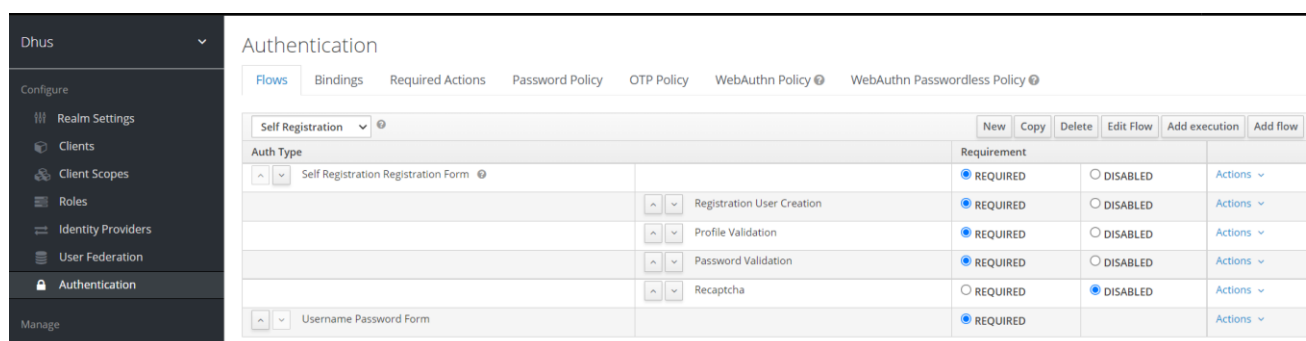 Dhus
Authentication
Flows Bindings Required Actions Password Policy OTP Policy WebAuthn Policy WebAuthn Passwordless Policy
Configure
Realm Settings
Clients
Client Scopes
Roles
Identity Providers
User Federation
Authentication
Manage
Self Registration New Copy Delete Edit Flow Add execution Add flow
Auth Type Requirement
Self Registration Registration Form REQUIRED DISABLED Actions
Registration User Creation REQUIRED DISABLED Actions
Profile Validation REQUIRED DISABLED Actions
Password Validation REQUIRED DISABLED Actions
Recaptcha REQUIRED DISABLED Actions
Username Password Form REQUIRED Actions